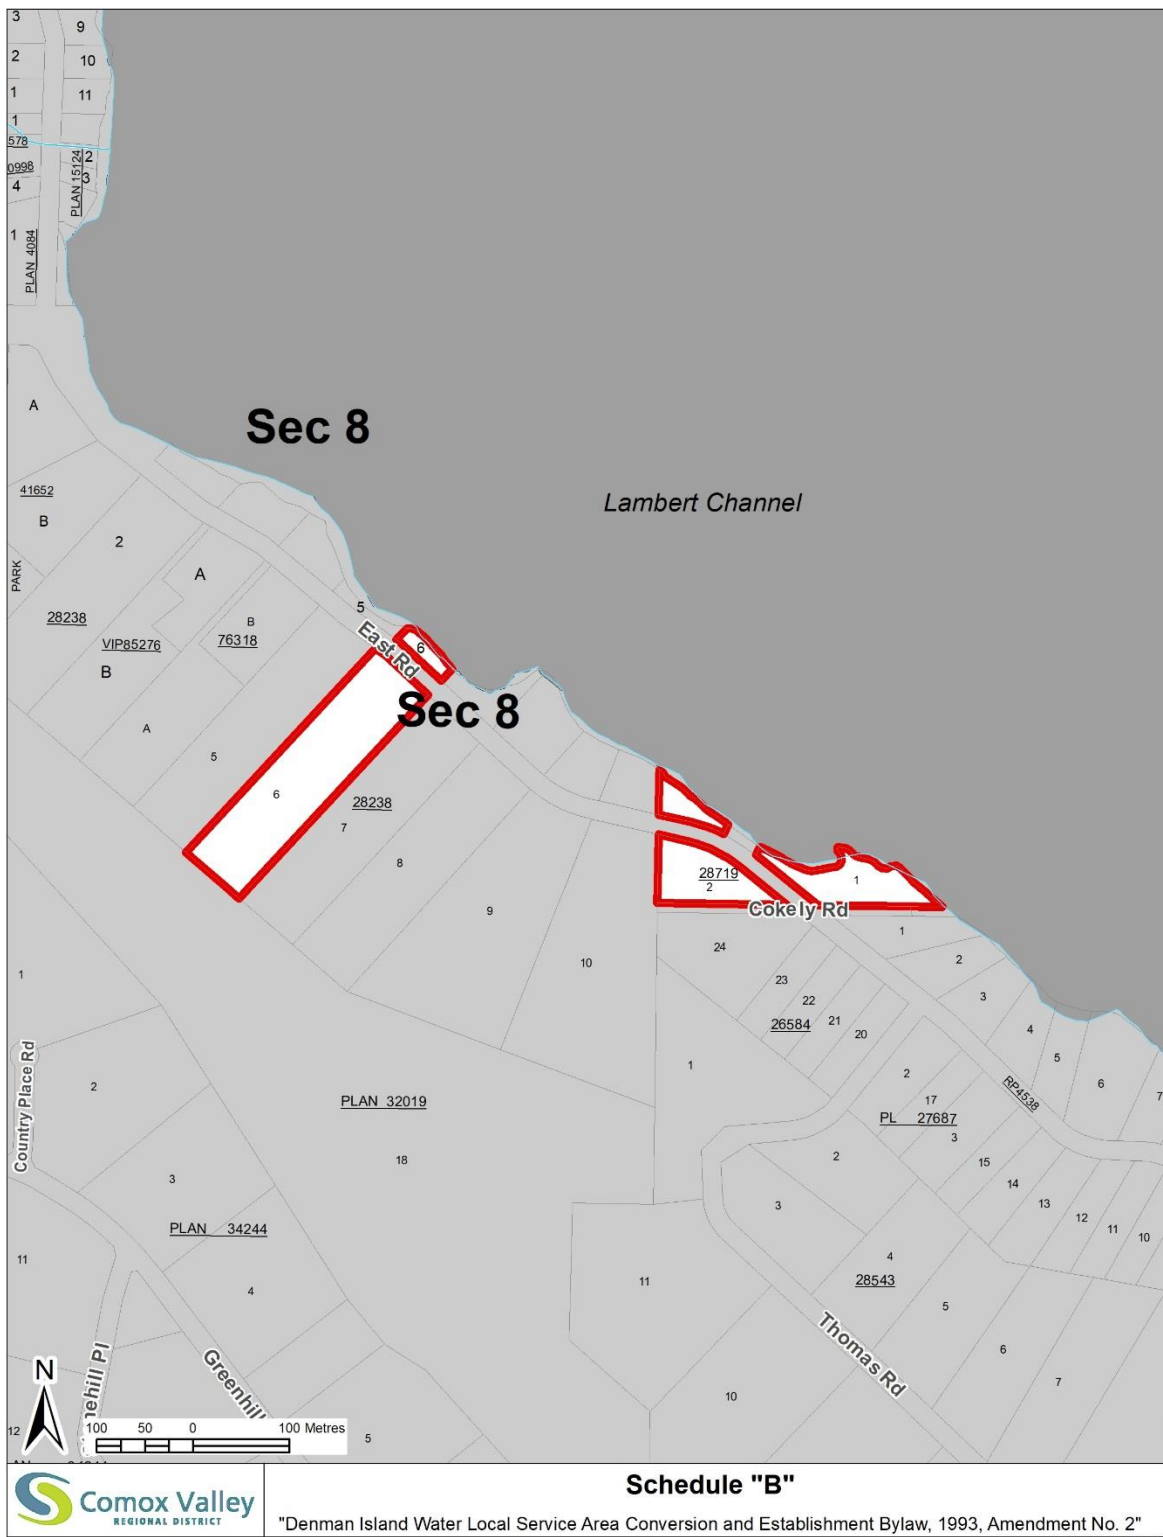 3
9
2
10
1
11
1
578
2
0998
4
3
PLAN 15124
1
PLAN 4084
A
Sec 8
41652
B
2
Lambert Channel
PARK
A
28238
VIP85276
B
76318
5
B
East Rd
6
Sec 8
A
5
6
28238
7
8
9
10
28719
2
1
Cokely Rd
1
24
2
23
3
22
26584
21
20
4
5
6
7
1
Country Place Rd
2
1
2
RP4538
17
PL 27687
3
PLAN 32019
18
2
15
14
13
12
11
10
3
3
PLAN 34244
11
4
11
4
28543
5
6
7
Thomas Rd
10
Greenhill
nehill Pl
5
12
N
100 50 0 100 Metres
Comox Valley
REGIONAL DISTRICT
Schedule "B"
"Denman Island Water Local Service Area Conversion and Establishment Bylaw, 1993, Amendment No. 2"